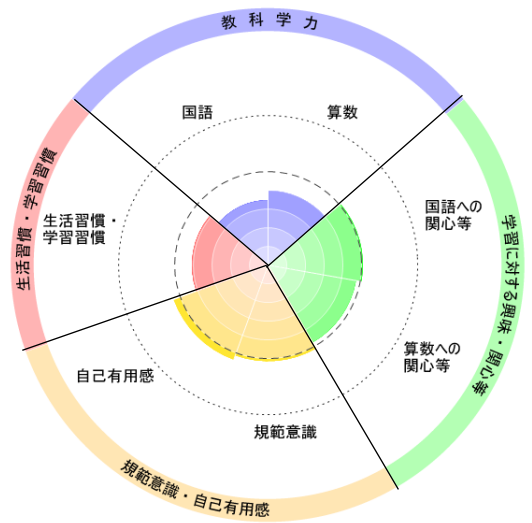 教科学力
国語
算数
国語への
関心等
算数への
関心等
学習に対する興味・関心等
規範意識
規範意識・自己有用感
自己有用感
生活習慣・
学習習慣
生活習慣・学習習慣